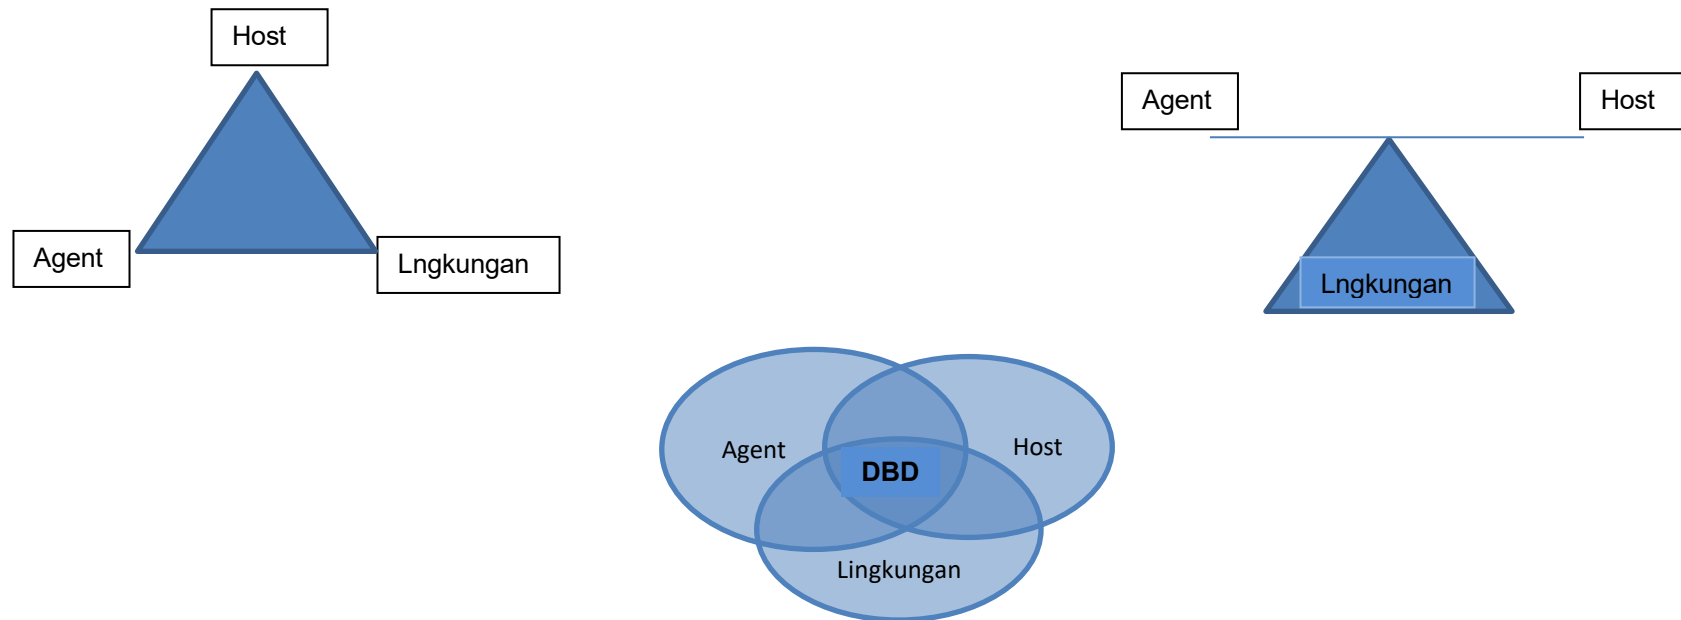 Host
Agent
Lngkungan
Agent
Host
Lngkungan
Agent
Host
DBD
Lingkungan